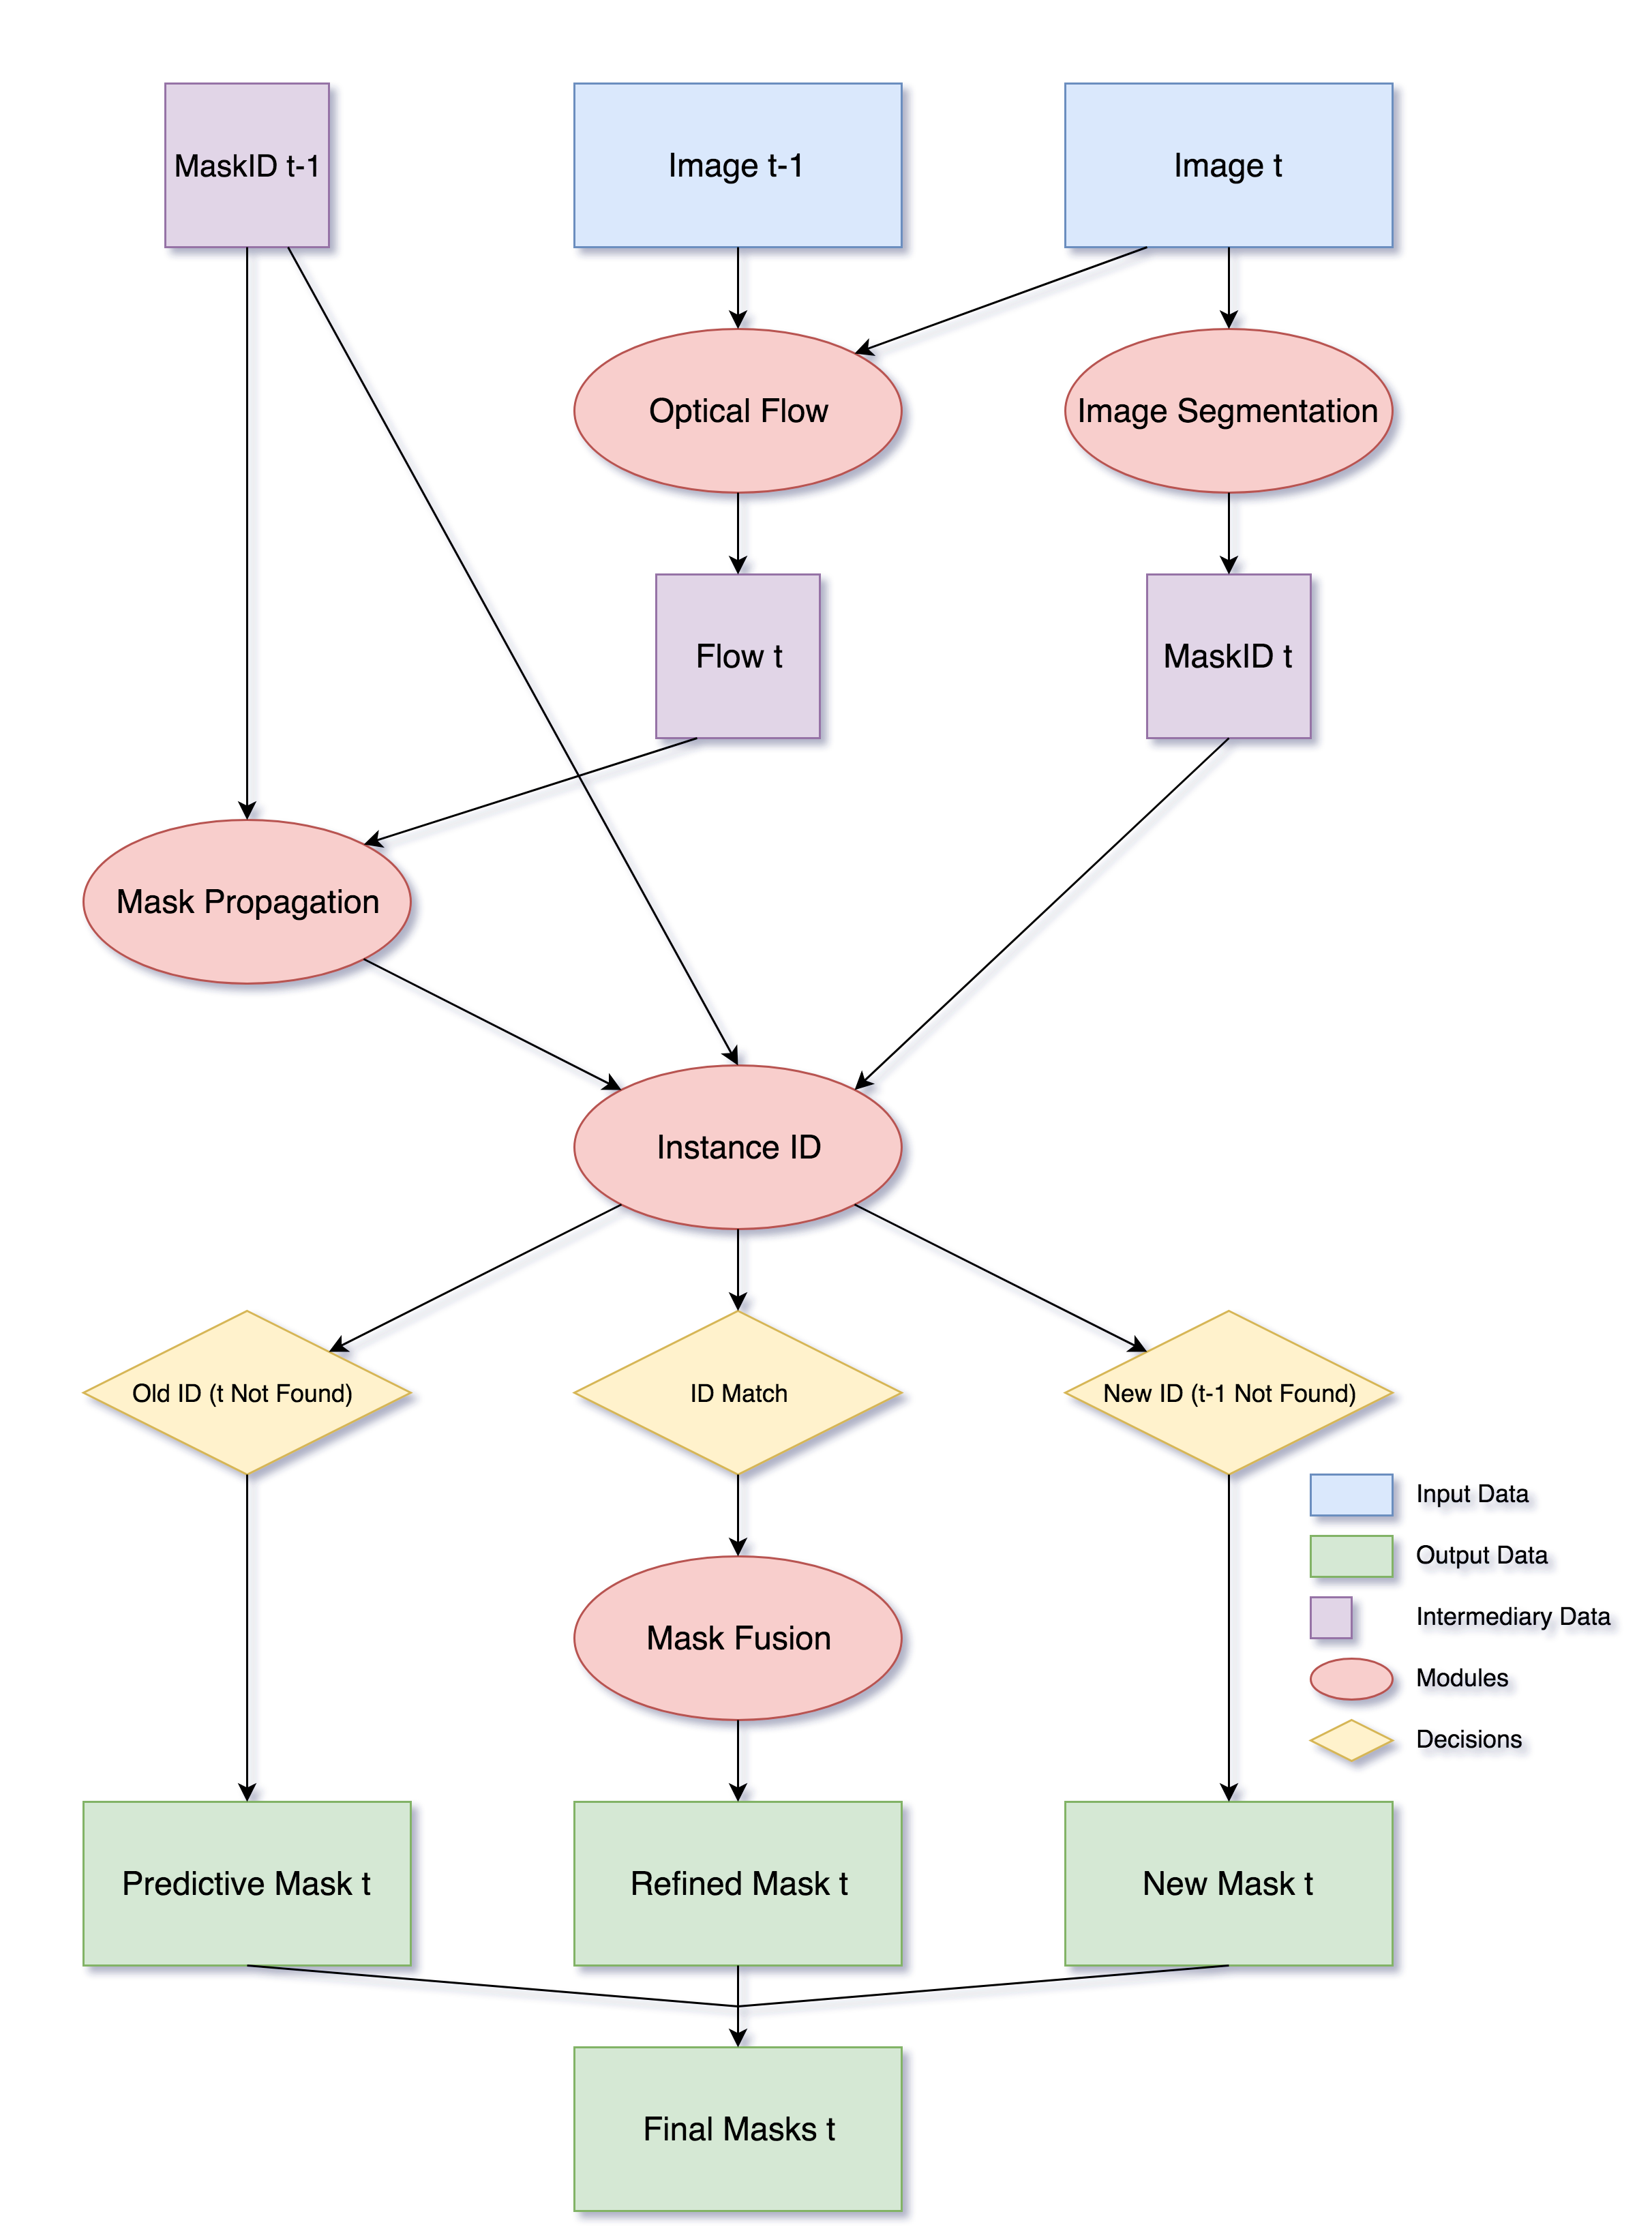 MaskID t-1
Image t-1
Image t
Optical Flow
Image Segmentation
Flow t
MaskID t
Mask Propagation
Instance ID
Old ID (t Not Found)
ID Match
New ID (t-1 Not Found)
Input Data
Output Data
Intermediary Data
Modules
Decisions
Mask Fusion
Predictive Mask t
Refined Mask t
New Mask t
Final Masks t